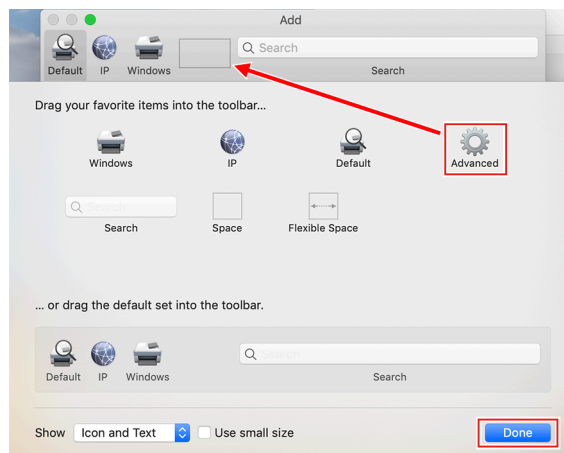 Add
Search
Default IP Windows Search
Drag your favorite items into the toolbar...
Windows IP Default Advanced
Search
Search Space Flexible Space
... or drag the default set into the toolbar.
Search
Default IP Windows Search
Show Icon and Text Use small size Done